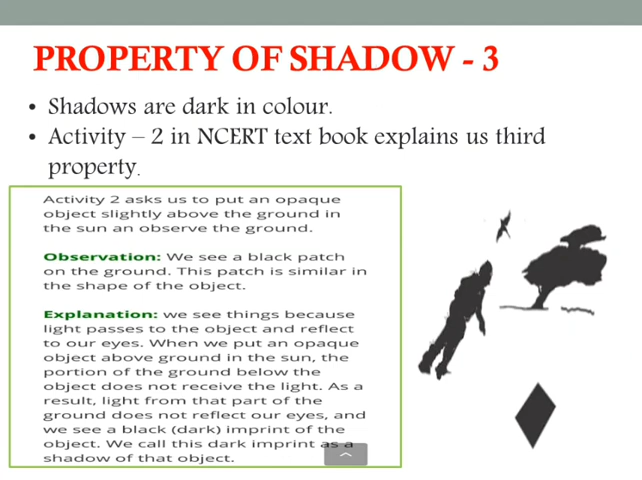 PROPERTY OF SHADOW - 3
• Shadows are dark in colour.
• Activity – 2 in NCERT text book explains us third
property.
Activity 2 asks us to put an opaque
object slightly above the ground in
the sun an observe the ground.
Observation: We see a black patch
on the ground. This patch is similar in
the shape of the object.
Explanation: we see things because
light passes to the object and reflect
to our eyes. When we put an opaque
object above ground in the sun, the
portion of the ground below the
object does not receive the light. As a
result, light from that part of the
ground does not reflect our eyes, and
we see a black (dark) imprint of the
object. We call this dark imprint as a
shadow of that object.